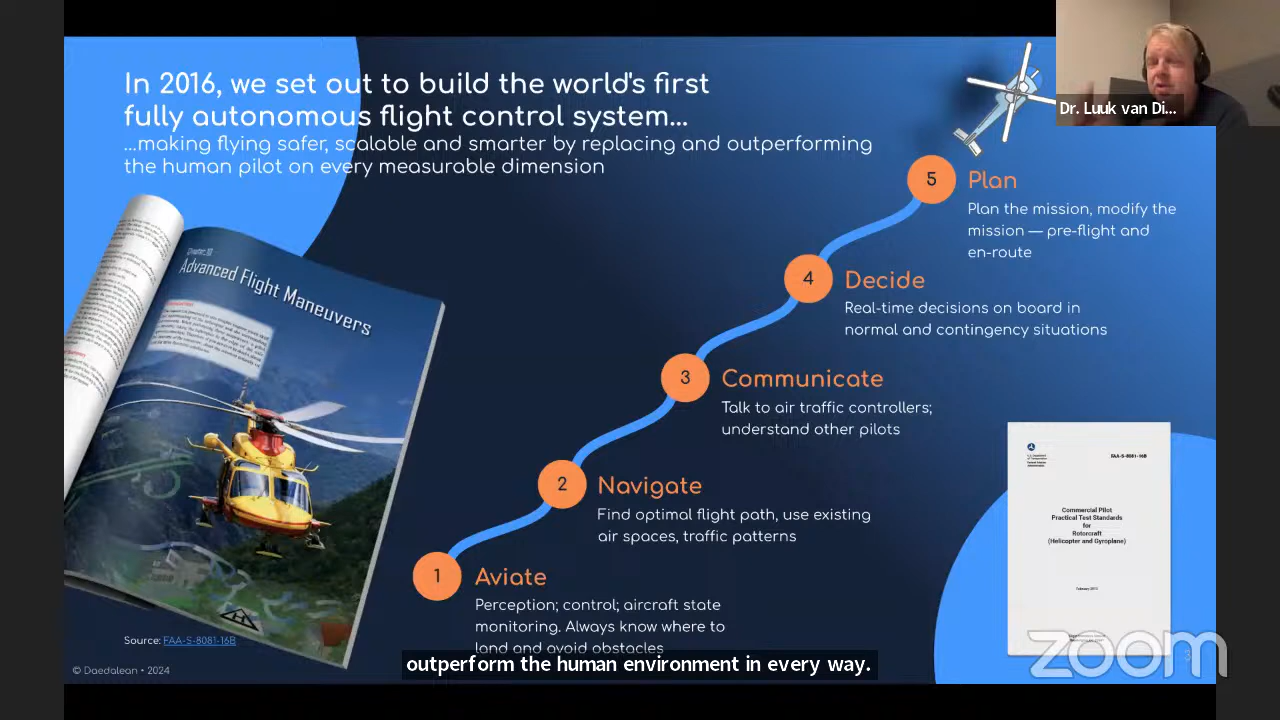 In 2016, we set out to build the world's first
fully autonomous flight control system...
...making flying safer, scalable and smarter by replacing and outperforming
the human pilot on every measurable dimension
Dr. Luuk van Di...
5
Plan
Plan the mission, modify the
mission — pre-flight and
en-route
4
Decide
Real-time decisions on board in
normal and contingency situations
3
Communicate
Talk to air traffic controllers;
understand other pilots
2
Navigate
Find optimal flight path, use existing
air spaces, traffic patterns
1
Aviate
Perception; control; aircraft state
monitoring. Always know where to
land and avoid obstacles
Advanced Flight Maneuvers
FAA-S-8081-16B
Commercial Pilot
Practical Test Standards
for
Rotorcraft
(Helicopter and Gyroplane)
Source: FAA-S-8081-16B
© Daedalean • 2024
outperform the human environment in every way.
zoom